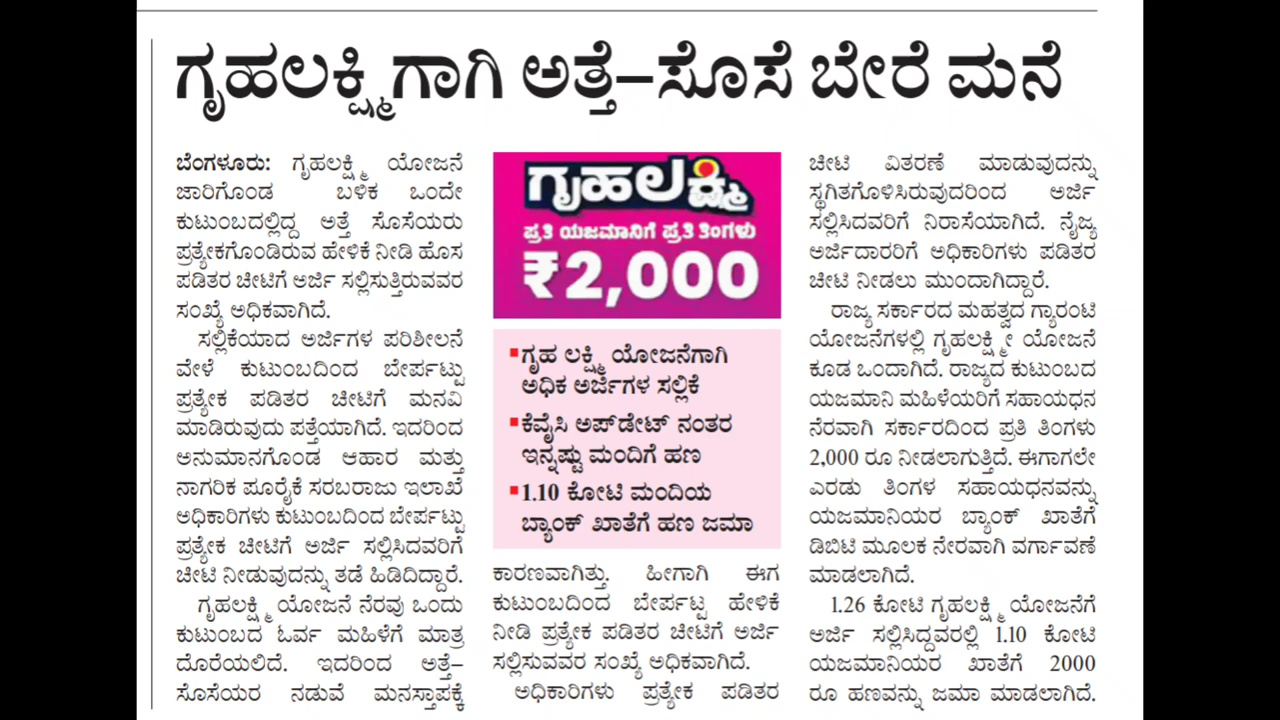 ಗೃಹಲಕ್ಷ್ಮಿಗಾಗಿ ಅತ್ತೆ–ಸೊಸೆ ಬೇರೆ ಮನೆ
ಬೆಂಗಳೂರು: ಗೃಹಲಕ್ಷ್ಮಿ ಯೋಜನೆ
ಜಾರಿಗೊಂಡ ಬಳಿಕ ಒಂದೇ
ಕುಟುಂಬದಲ್ಲಿದ್ದ ಅತ್ತೆ ಸೊಸೆಯರು
ಪ್ರತ್ಯೇಕಗೊಂಡಿರುವ ಹೇಳಿಕೆ ನೀಡಿ ಹೊಸ
ಪಡಿತರ ಚೀಟಿಗೆ ಅರ್ಜಿ ಸಲ್ಲಿಸುತ್ತಿರುವವರ
ಸಂಖ್ಯೆ ಅಧಿಕವಾಗಿದೆ.
ಸಲ್ಲಿಕೆಯಾದ ಅರ್ಜಿಗಳ ಪರಿಶೀಲನೆ
ವೇಳೆ ಕುಟುಂಬದಿಂದ ಬೇರ್ಪಟ್ಟು
ಪ್ರತ್ಯೇಕ ಪಡಿತರ ಚೀಟಿಗೆ ಮನವಿ
ಮಾಡಿರುವುದು ಪತ್ತೆಯಾಗಿದೆ. ಇದರಿಂದ
ಅನುಮಾನಗೊಂಡ ಆಹಾರ ಮತ್ತು
ನಾಗರಿಕ ಪೂರೈಕೆ ಸರಬರಾಜು ಇಲಾಖೆ
ಅಧಿಕಾರಿಗಳು ಕುಟುಂಬದಿಂದ ಬೇರ್ಪಟ್ಟು
ಪ್ರತ್ಯೇಕ ಚೀಟಿಗೆ ಅರ್ಜಿ ಸಲ್ಲಿಸಿದವರಿಗೆ
ಚೀಟಿ ನೀಡುವುದನ್ನು ತಡೆ ಹಿಡಿದಿದ್ದಾರೆ.
ಗೃಹಲಕ್ಷ್ಮಿ ಯೋಜನೆ ನೆರವು ಒಂದು
ಕುಟುಂಬದ ಓರ್ವ ಮಹಿಳೆಗೆ ಮಾತ್ರ
ದೊರೆಯಲಿದೆ. ಇದರಿಂದ ಅತ್ತೆ–
ಸೊಸೆಯರ ನಡುವೆ ಮನಸ್ತಾಪಕ್ಕೆ
ಗೃಹಲಕ್ಷ್ಮಿ
ಪ್ರತಿ ಯಜಮಾನಿಗೆ ಪ್ರತಿ ತಿಂಗಳು
₹2,000
▪ಗೃಹ ಲಕ್ಷ್ಮಿ ಯೋಜನೆಗಾಗಿ
ಅಧಿಕ ಅರ್ಜಿಗಳ ಸಲ್ಲಿಕೆ
▪ಕೆವೈಸಿ ಅಪ್‌ಡೇಟ್ ನಂತರ
ಇನ್ನಷ್ಟು ಮಂದಿಗೆ ಹಣ
▪1.10 ಕೋಟಿ ಮಂದಿಯ
ಬ್ಯಾಂಕ್ ಖಾತೆಗೆ ಹಣ ಜಮಾ
ಕಾರಣವಾಗಿತ್ತು. ಹೀಗಾಗಿ ಈಗ
ಕುಟುಂಬದಿಂದ ಬೇರ್ಪಟ್ಟ ಹೇಳಿಕೆ
ನೀಡಿ ಪ್ರತ್ಯೇಕ ಪಡಿತರ ಚೀಟಿಗೆ ಅರ್ಜಿ
ಸಲ್ಲಿಸುವವರ ಸಂಖ್ಯೆ ಅಧಿಕವಾಗಿದೆ.
ಅಧಿಕಾರಿಗಳು ಪ್ರತ್ಯೇಕ ಪಡಿತರ
ಚೀಟಿ ವಿತರಣೆ ಮಾಡುವುದನ್ನು
ಸ್ಥಗಿತಗೊಳಿಸಿರುವುದರಿಂದ ಅರ್ಜಿ
ಸಲ್ಲಿಸಿದವರಿಗೆ ನಿರಾಸೆಯಾಗಿದೆ. ನೈಜ್ಯ
ಅರ್ಜಿದಾರರಿಗೆ ಅಧಿಕಾರಿಗಳು ಪಡಿತರ
ಚೀಟಿ ನೀಡಲು ಮುಂದಾಗಿದ್ದಾರೆ.
ರಾಜ್ಯ ಸರ್ಕಾರದ ಮಹತ್ವದ ಗ್ಯಾರಂಟಿ
ಯೋಜನೆಗಳಲ್ಲಿ ಗೃಹಲಕ್ಷ್ಮೀ ಯೋಜನೆ
ಕೂಡ ಒಂದಾಗಿದೆ. ರಾಜ್ಯದ ಕುಟುಂಬದ
ಯಜಮಾನಿ ಮಹಿಳೆಯರಿಗೆ ಸಹಾಯಧನ
ನೆರವಾಗಿ ಸರ್ಕಾರದಿಂದ ಪ್ರತಿ ತಿಂಗಳು
2,000 ರೂ ನೀಡಲಾಗುತ್ತಿದೆ. ಈಗಾಗಲೇ
ಎರಡು ತಿಂಗಳ ಸಹಾಯಧನವನ್ನು
ಯಜಮಾನಿಯರ ಬ್ಯಾಂಕ್ ಖಾತೆಗೆ
ಡಿಬಿಟಿ ಮೂಲಕ ನೇರವಾಗಿ ವರ್ಗಾವಣೆ
ಮಾಡಲಾಗಿದೆ.
1.26 ಕೋಟಿ ಗೃಹಲಕ್ಷ್ಮಿ ಯೋಜನೆಗೆ
ಅರ್ಜಿ ಸಲ್ಲಿಸಿದ್ದವರಲ್ಲಿ 1.10 ಕೋಟಿ
ಯಜಮಾನಿಯರ ಖಾತೆಗೆ 2000
ರೂ ಹಣವನ್ನು ಜಮಾ ಮಾಡಲಾಗಿದೆ.